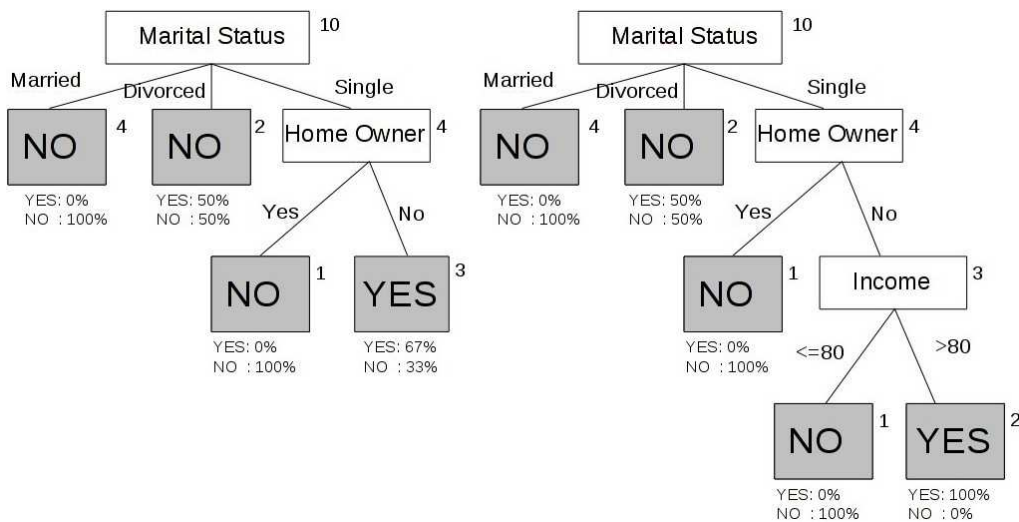 Marital Status
10
Married
Divorced
Single
NO
4
NO
2
Home Owner
4
YES: 0%
NO : 100%
YES: 50%
NO : 50%
Yes
No
NO
1
YES
3
YES: 0%
NO : 100%
YES: 67%
NO : 33%
Marital Status
10
Married
Divorced
Single
NO
4
NO
2
Home Owner
4
YES: 0%
NO : 100%
YES: 50%
NO : 50%
Yes
No
NO
1
Income
3
YES: 0%
NO : 100%
<=80
>80
NO
1
YES
2
YES: 0%
NO : 100%
YES: 100%
NO : 0%